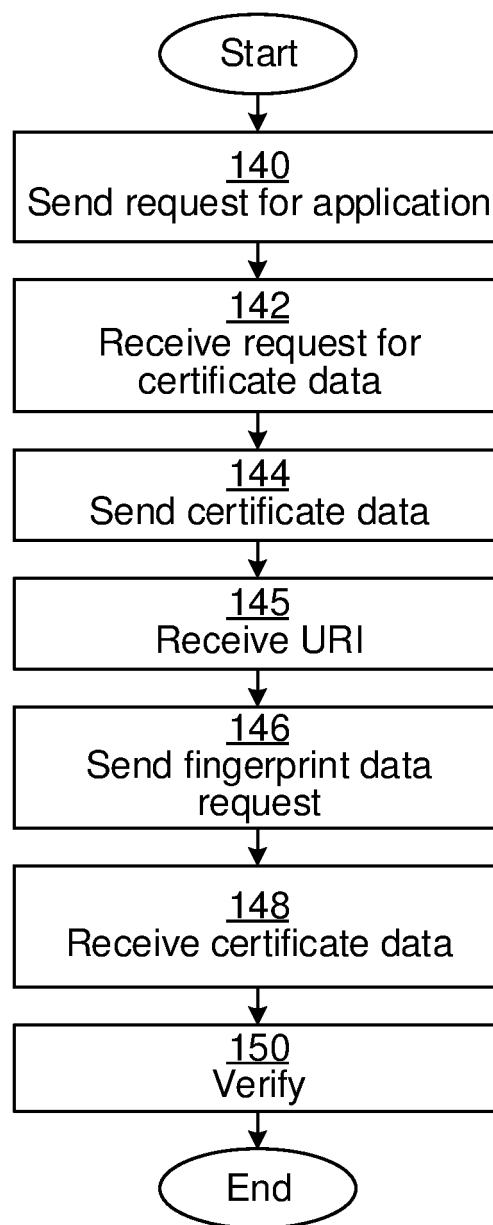 Start
140
Send request for application
142
Receive request for
certificate data
144
Send certificate data
145
Receive URI
146
Send fingerprint data
request
148
Receive certificate data
150
Verify
End